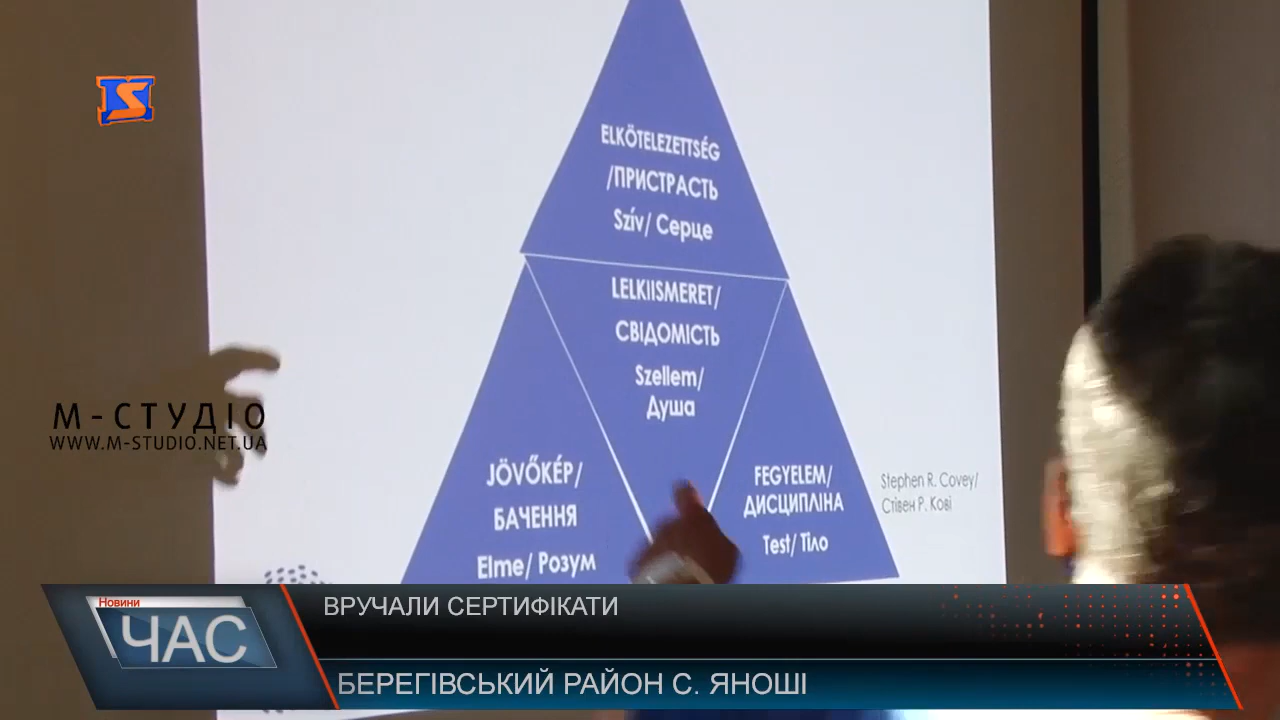 ELKÖTELEZETTSÉG
/ПРИСТРАСТЬ
Szív/ Серце
LELKIISMERET/
СВІДОМІСТЬ
Szellem/
Душа
JÖVŐKÉP/
БАЧЕННЯ
Elme/ Розум
FEGYELEM/
ДИСЦИПЛІНА
Test/ Тіло
Stephen R. Covey/
Стівен Р. Кові
М-СТУДІО
WWW.M-STUDIO.NET.UA
Новини
ЧАС
ВРУЧАЛИ СЕРТИФІКАТИ
БЕРЕГІВСЬКИЙ РАЙОН С. ЯНОШІ